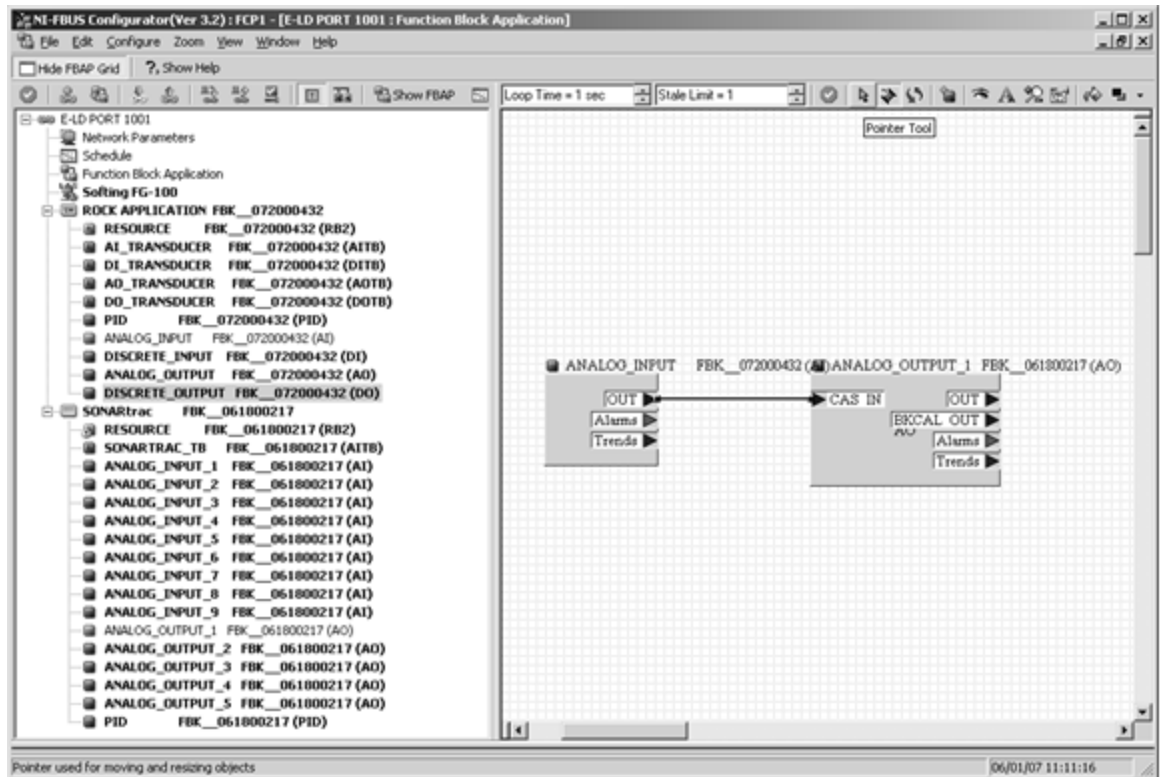 NI-FBUS Configurator(Ver 3.2) : FCP1 - [E-LD PORT 1001 : Function Block Application]
File Edit Configure Zoom View Window Help
Hide FBAP Grid ?, Show Help
Show FBAP Loop Time = 1 sec Stale Limit = 1
Pointer Tool
E-LD PORT 1001
Network Parameters
Schedule
Function Block Application
Softing FG-100
ROCK APPLICATION FBK__072000432
RESOURCE FBK__072000432 (RB2)
AI_TRANSDUCER FBK__072000432 (AITB)
DI_TRANSDUCER FBK__072000432 (DITB)
AO_TRANSDUCER FBK__072000432 (AOTB)
DO_TRANSDUCER FBK__072000432 (DOTB)
PID FBK__072000432 (PID)
ANALOG_INPUT FBK__072000432 (AI)
DISCRETE_INPUT FBK__072000432 (DI)
ANALOG_OUTPUT FBK__072000432 (AO)
DISCRETE_OUTPUT FBK__072000432 (DO)
SONARtrac FBK__061800217
RESOURCE FBK__061800217 (RB2)
SONARTRAC_TB FBK__061800217 (AITB)
ANALOG_INPUT_1 FBK__061800217 (AI)
ANALOG_INPUT_2 FBK__061800217 (AI)
ANALOG_INPUT_3 FBK__061800217 (AI)
ANALOG_INPUT_4 FBK__061800217 (AI)
ANALOG_INPUT_5 FBK__061800217 (AI)
ANALOG_INPUT_6 FBK__061800217 (AI)
ANALOG_INPUT_7 FBK__061800217 (AI)
ANALOG_INPUT_8 FBK__061800217 (AI)
ANALOG_INPUT_9 FBK__061800217 (AI)
ANALOG_OUTPUT_1 FBK__061800217 (AO)
ANALOG_OUTPUT_2 FBK__061800217 (AO)
ANALOG_OUTPUT_3 FBK__061800217 (AO)
ANALOG_OUTPUT_4 FBK__061800217 (AO)
ANALOG_OUTPUT_5 FBK__061800217 (AO)
PID FBK__061800217 (PID)
ANALOG_INPUT FBK__072000432 (
ANALOG_OUTPUT_1 FBK__061800217 (AO)
OUT
Alarms
Trends
CAS IN
OUT
BKCAL OUT
AO
Alarms
Trends
Pointer used for moving and resizing objects
06/01/07 11:11:16